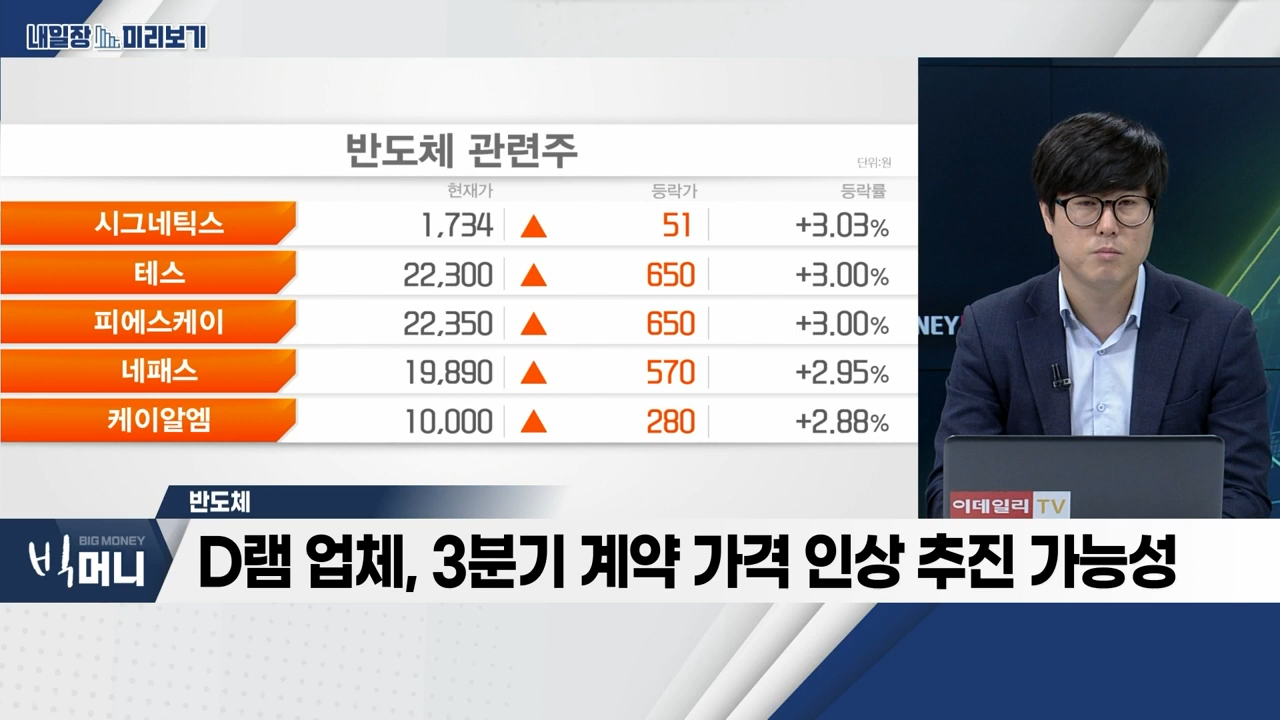 내일장 미리보기
반도체 관련주
단위:원
현재가 등락가 등락률
시그네틱스 1,734 ▲ 51 +3.03%
테스 22,300 ▲ 650 +3.00%
피에스케이 22,350 ▲ 650 +3.00%
네패스 19,890 ▲ 570 +2.95%
케이알엠 10,000 ▲ 280 +2.88%
NEY
이데일리 TV
반도체
BIG MONEY
빅머니
D램 업체, 3분기 계약 가격 인상 추진 가능성